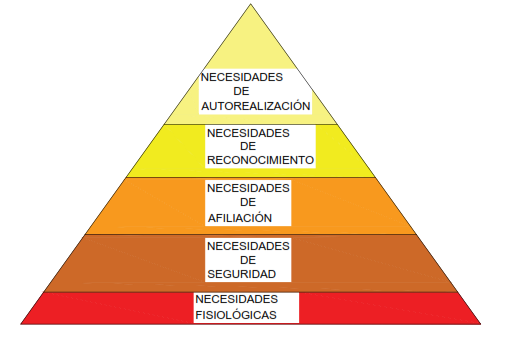 NECESIDADES
DE
AUTOREALIZACIÓN
NECESIDADES
DE
RECONOCIMIENTO
NECESIDADES
DE
AFILIACIÓN
NECESIDADES
DE
SEGURIDAD
NECESIDADES
FISIOLÓGICAS